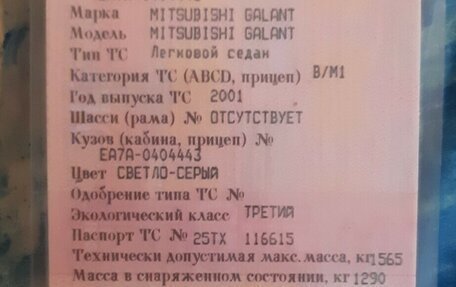 Марка MITSUBISHI GALANT
Модель MITSUBISHI GALANT
Тип ТС Легковой седан
Категория ТС (ABCD, прицеп) B/M1
Год выпуска ТС 2001
Шасси (рама) № ОТСУТСТВУЕТ
Кузов (кабина, прицеп) №
EA7A-0404443
Цвет СВЕТЛО-СЕРЫЙ
Одобрение типа ТС №
Экологический класс ТРЕТИЙ
Паспорт ТС № 25ТХ 116615
Технически допустимая макс. масса, кг1565
Масса в снаряженном состоянии, кг 1290